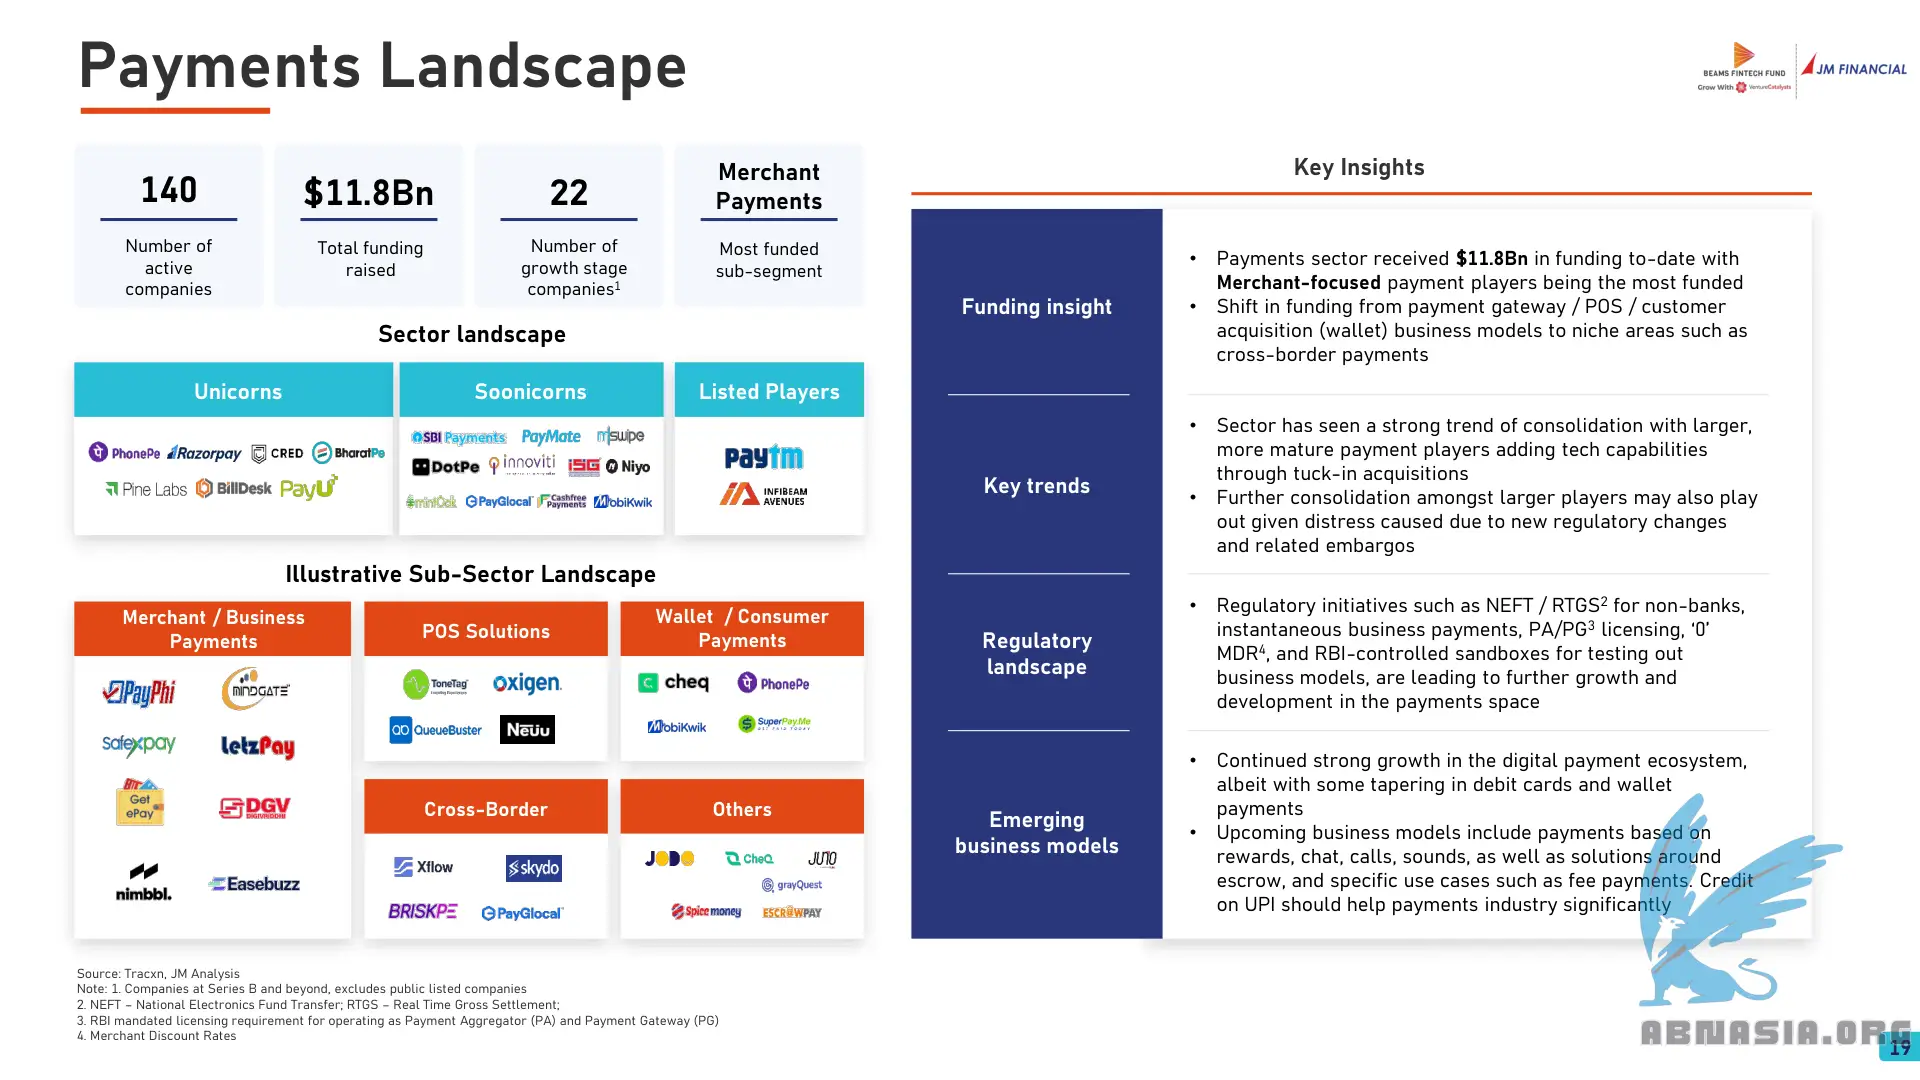 Payments Landscape
BEAMS FINTECH FUND
Grow With VentureCatalysts
JM FINANCIAL
140
Number of
active
companies
$11.8Bn
Total funding
raised
22
Number of
growth stage
companies1
Merchant
Payments
Most funded
sub-segment
Sector landscape
Unicorns
PhonePe Razorpay CRED BharatPe
Pine Labs BillDesk PayU
Soonicorns
SBI Payments PayMate mswipe
DotPe innoviti ISG Niyo
PayGlocal Cashfree Payments MobiKwik
Listed Players
paytm
INFIBEAM
AVENUES
Illustrative Sub-Sector Landscape
Merchant / Business
Payments
PayPhi MINDGATE
safexpay LetzPay
Get
ePay
DGV
DIGIVRIDDHI
nimbbl. Easebuzz
POS Solutions
ToneTag Oxigen.
QueueBuster Neuu
Wallet / Consumer
Payments
cheq PhonePe
MobiKwik SuperPay.Me
GET PAID TODAY
Cross-Border
Xflow skydo
BRISKPE PayGlocal
Others
JODO CheQ JUNO
grayQuest
Spice money ESCROWPAY
Key Insights
Funding insight
• Payments sector received $11.8Bn in funding to-date with
Merchant-focused payment players being the most funded
• Shift in funding from payment gateway / POS / customer
acquisition (wallet) business models to niche areas such as
cross-border payments
Key trends
• Sector has seen a strong trend of consolidation with larger,
more mature payment players adding tech capabilities
through tuck-in acquisitions
• Further consolidation amongst larger players may also play
out given distress caused due to new regulatory changes
and related embargos
Regulatory
landscape
• Regulatory initiatives such as NEFT / RTGS2 for non-banks,
instantaneous business payments, PA/PG3 licensing, ‘0’
MDR4, and RBI-controlled sandboxes for testing out
business models, are leading to further growth and
development in the payments space
Emerging
business models
• Continued strong growth in the digital payment ecosystem,
albeit with some tapering in debit cards and wallet
payments
• Upcoming business models include payments based on
rewards, chat, calls, sounds, as well as solutions around
escrow, and specific use cases such as fee payments. Credit
on UPI should help payments industry significantly
Source: Tracxn, JM Analysis
Note: 1. Companies at Series B and beyond, excludes public listed companies
2. NEFT – National Electronics Fund Transfer; RTGS – Real Time Gross Settlement;
3. RBI mandated licensing requirement for operating as Payment Aggregator (PA) and Payment Gateway (PG)
4. Merchant Discount Rates
ABNASIA.ORG
19